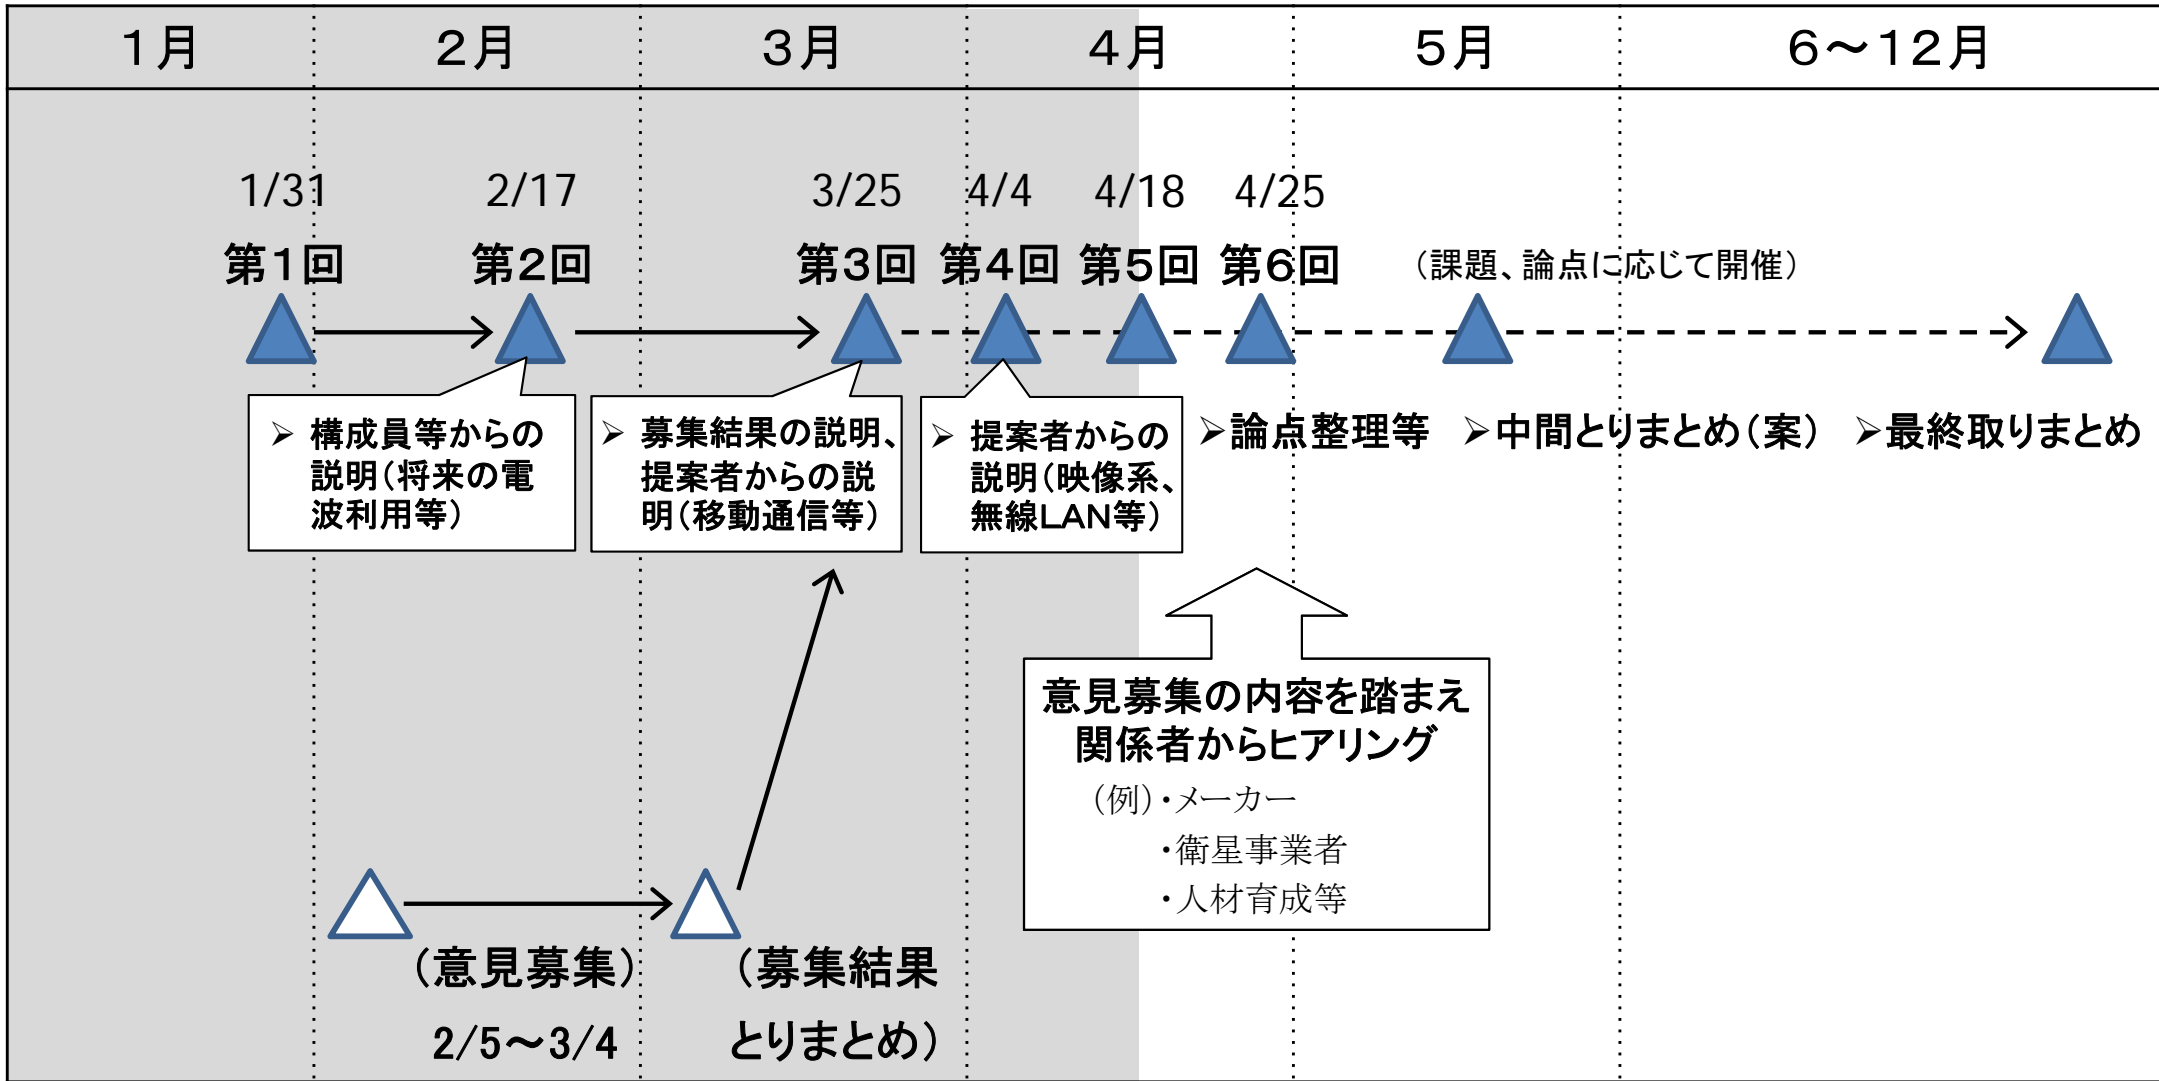 1月 2月 3月 4月 5月 6～12月
1/31 2/17 3/25 4/4 4/18 4/25
第1回 第2回 第3回 第4回 第5回 第6回 （課題、論点に応じて開催）
➢ 構成員等からの
説明（将来の電
波利用等）
➢ 募集結果の説明、
提案者からの説
明（移動通信等）
➢ 提案者からの
説明（映像系、
無線LAN等）
➢論点整理等
➢中間とりまとめ（案）
➢最終取りまとめ
意見募集の内容を踏まえ
関係者からヒアリング
（例）・メーカー
・衛星事業者
・人材育成等
（意見募集）
2/5～3/4
（募集結果
とりまとめ）